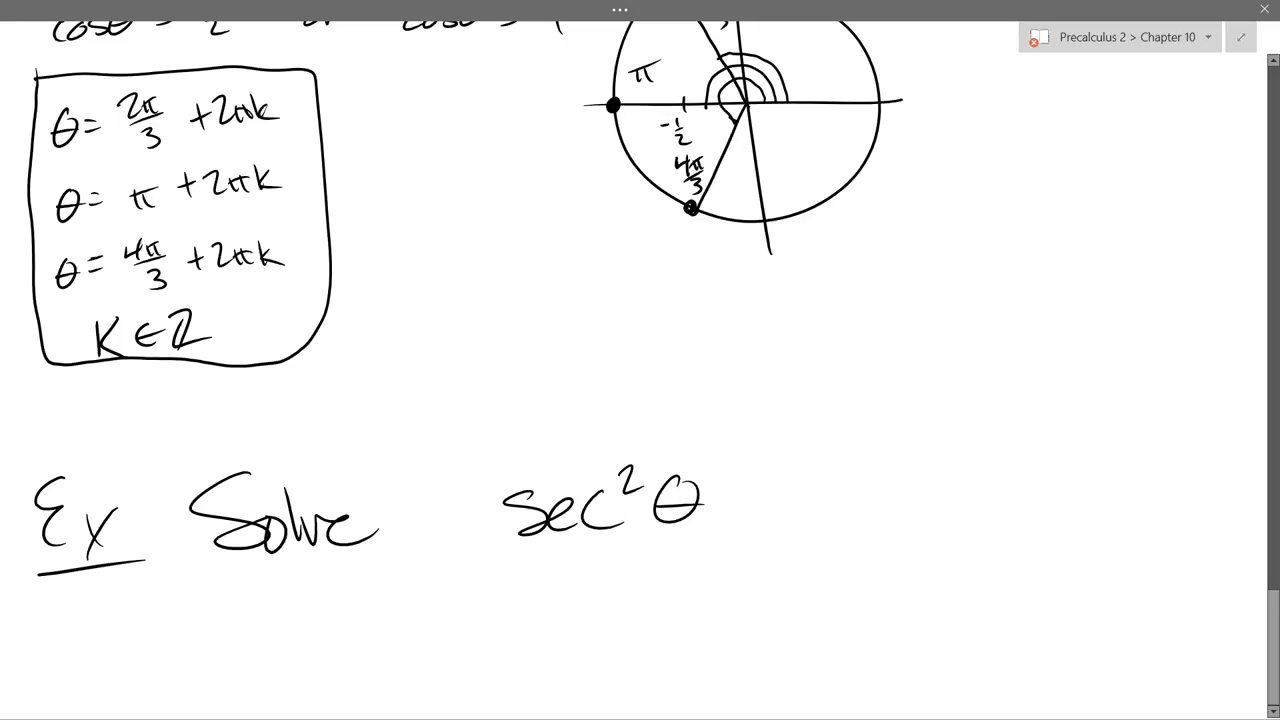 Precalculus 2 > Chapter 10
θ = 2π/3 + 2πk
θ = π + 2πk
θ = 4π/3 + 2πk
K ∈ ℤ
π
-1/2
4π/3
Ex Solve sec²θ